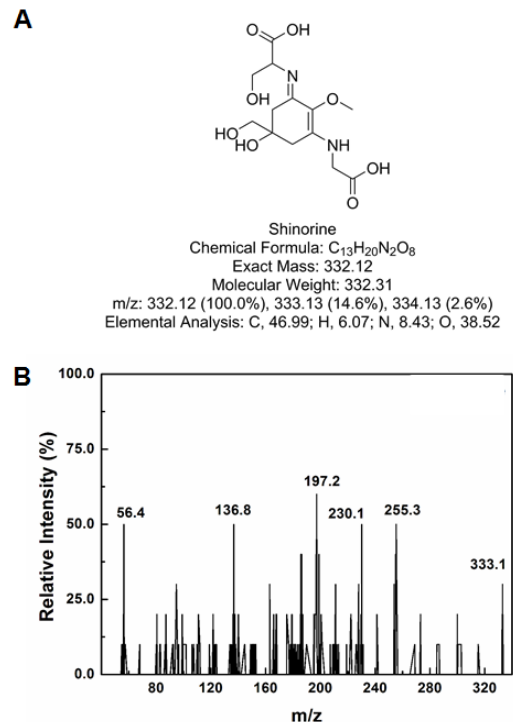 A
O
OH
N
OH
O
HO
HO
NH
OH
O
Shinorine
Chemical Formula: C₁₃H₂₀N₂O₈
Exact Mass: 332.12
Molecular Weight: 332.31
m/z: 332.12 (100.0%), 333.13 (14.6%), 334.13 (2.6%)
Elemental Analysis: C, 46.99; H, 6.07; N, 8.43; O, 38.52
B
100.0
75.0
50.0
25.0
0.0
Relative Intensity (%)
56.4
136.8
197.2
230.1
255.3
333.1
80
120
160
200
240
280
320
m/z